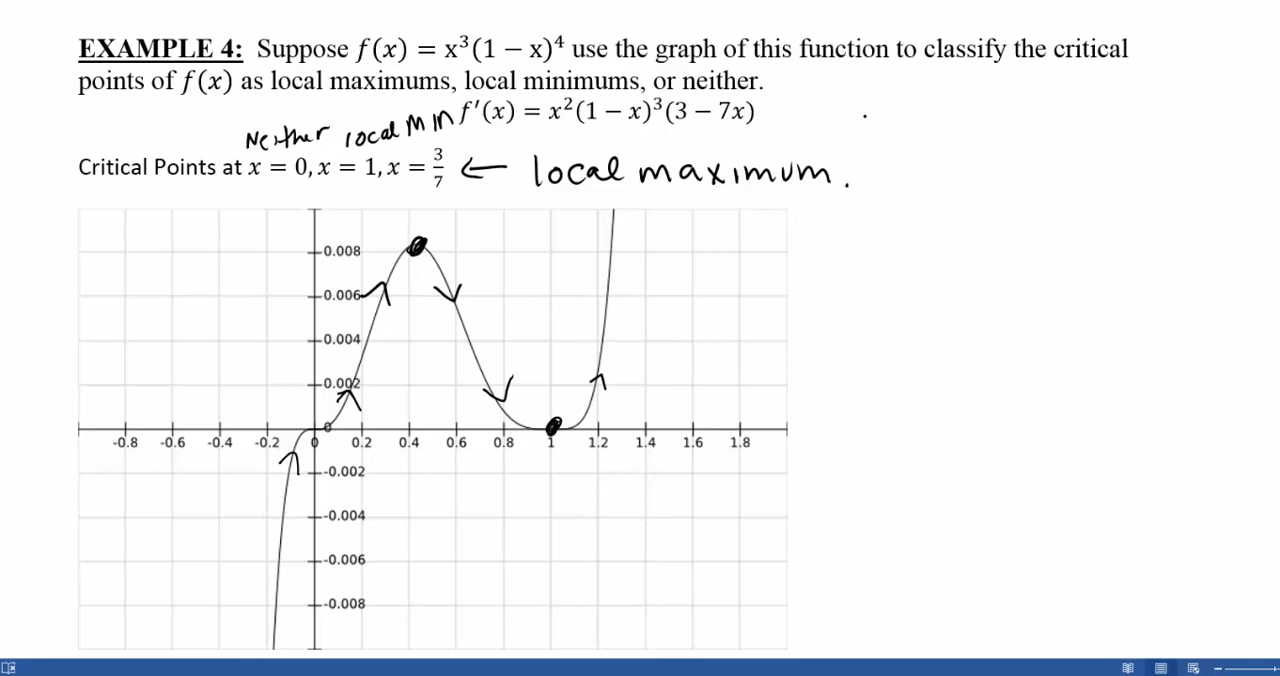 EXAMPLE 4: Suppose f(x) = x³(1 − x)⁴ use the graph of this function to classify the critical
points of f(x) as local maximums, local minimums, or neither.
f′(x) = x²(1 − x)³(3 − 7x)
Neither local min
Critical Points at x = 0, x = 1, x = 3/7 ← local maximum.
0.008
0.006
0.004
0.002
0
-0.8 -0.6 -0.4 -0.2 0 0.2 0.4 0.6 0.8 1 1.2 1.4 1.6 1.8
-0.002
-0.004
-0.006
-0.008